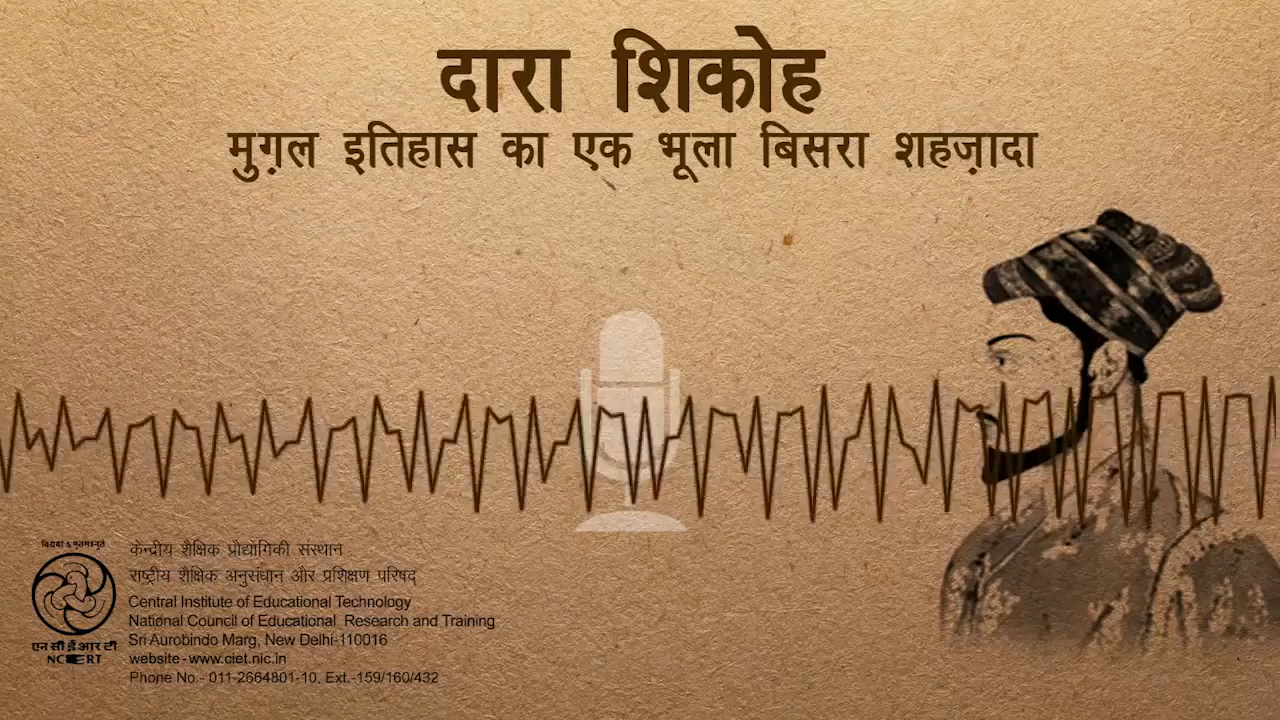 दारा शिकोह
मुग़ल इतिहास का एक भूला बिसरा शहज़ादा
विद्यया ऽ मृतमश्नुते
एन सी ई आर टी
NCERT
केन्द्रीय शैक्षिक प्रौद्योगिकी संस्थान
राष्ट्रीय शैक्षिक अनुसंधान और प्रशिक्षण परिषद्
Central Institute of Educational Technology
National Council of Educational Research and Training
Sri Aurobindo Marg, New Delhi-110016
website-www.ciet.nic.in
Phone No.- 011-2664801-10, Ext.-159/160/432